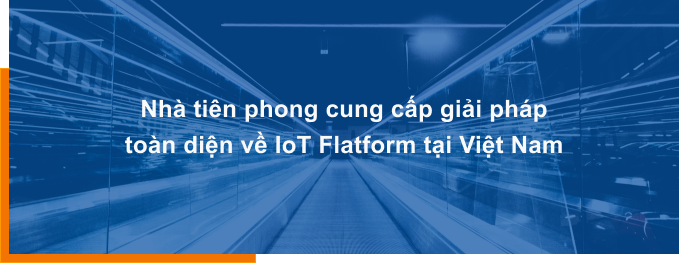 Nhà tiên phong cung cấp giải pháp
toàn diện về IoT Flatform tại Việt Nam